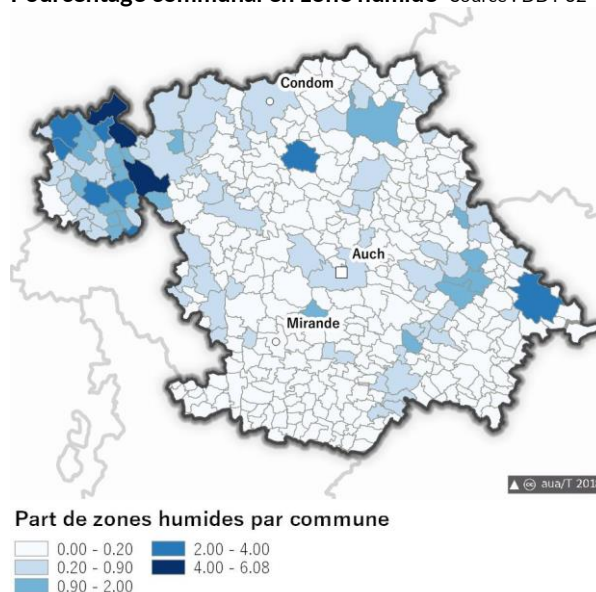 Pourcentage communal en zone humide Source : DDT 32
Condom
Auch
Mirande
aua/T 201
Part de zones humides par commune
0.00 - 0.20
0.20 - 0.90
0.90 - 2.00
2.00 - 4.00
4.00 - 6.08